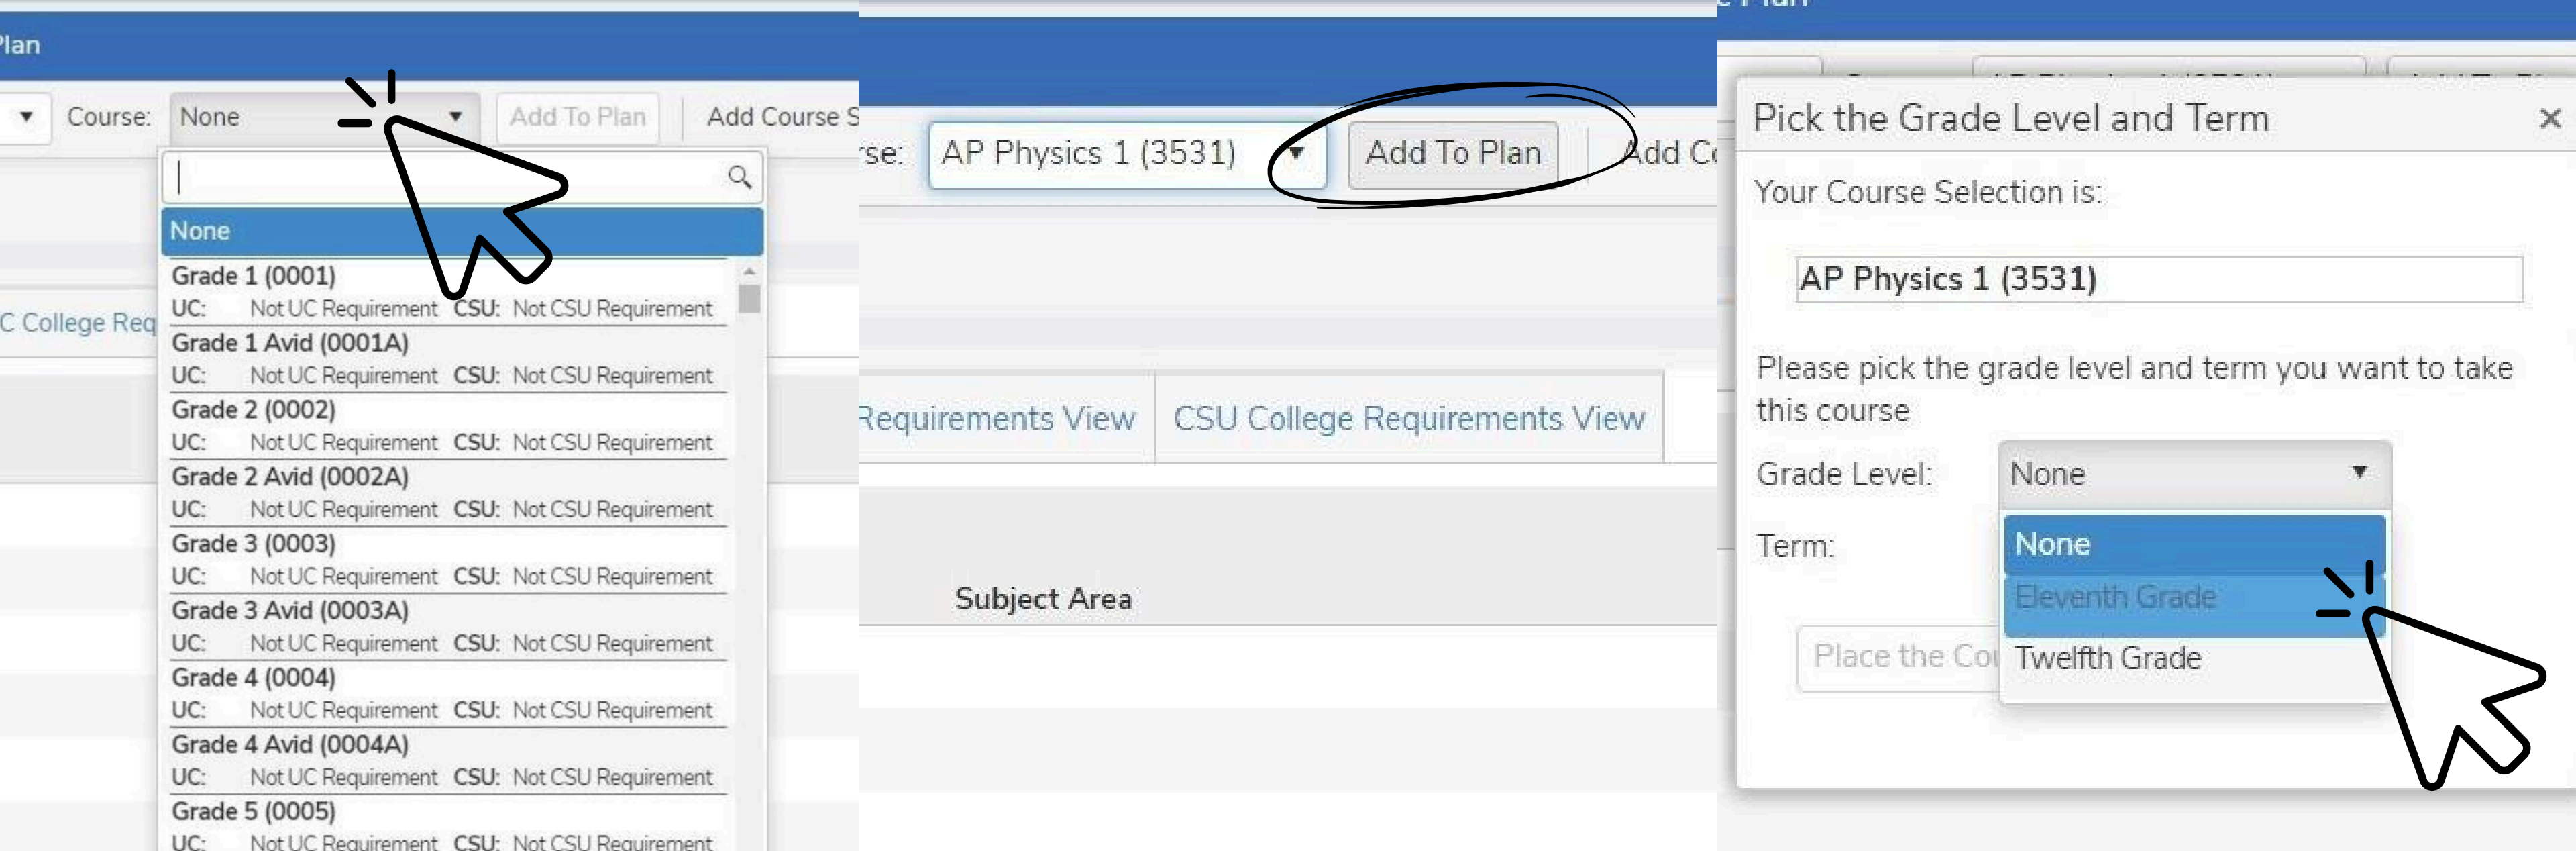 Plan
Course: None Add To Plan Add Course S
None
Grade 1 (0001)
UC: Not UC Requirement CSU: Not CSU Requirement
Grade 1 Avid (0001A)
UC: Not UC Requirement CSU: Not CSU Requirement
Grade 2 (0002)
UC: Not UC Requirement CSU: Not CSU Requirement
Grade 2 Avid (0002A)
UC: Not UC Requirement CSU: Not CSU Requirement
Grade 3 (0003)
UC: Not UC Requirement CSU: Not CSU Requirement
Grade 3 Avid (0003A)
UC: Not UC Requirement CSU: Not CSU Requirement
Grade 4 (0004)
UC: Not UC Requirement CSU: Not CSU Requirement
Grade 4 Avid (0004A)
UC: Not UC Requirement CSU: Not CSU Requirement
Grade 5 (0005)
UC: Not UC Requirement CSU: Not CSU Requirement
C College Req
rse: AP Physics 1 (3531) Add To Plan Add Co
Requirements View CSU College Requirements View
Subject Area
e Plan
Pick the Grade Level and Term ×
Your Course Selection is:
AP Physics 1 (3531)
Please pick the grade level and term you want to take
this course
Grade Level: None
None
Term:
Eleventh Grade
Place the Cou
Twelfth Grade